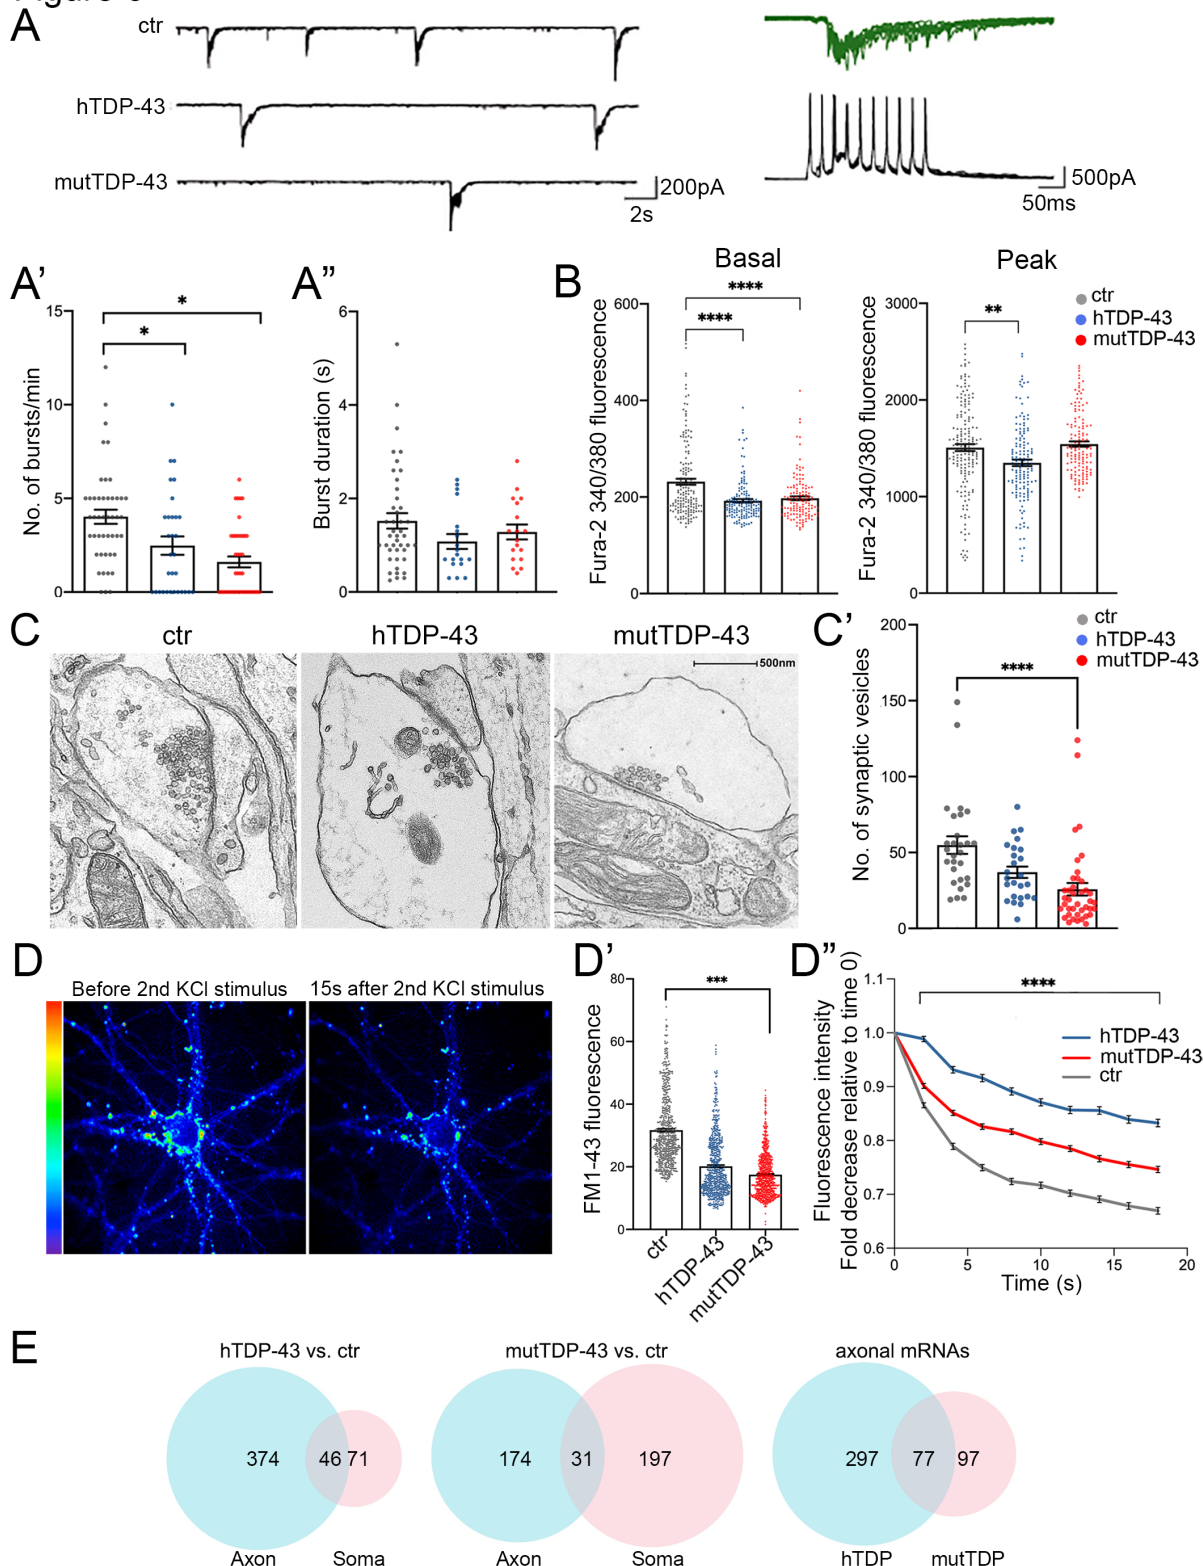 A
ctr
hTDP-43
mutTDP-43
200pA
2s
500pA
50ms
A’
No. of bursts/min
15
10
5
0
*
*
A”
Burst duration (s)
6
4
2
0
B
Basal
Fura-2 340/380 fluorescence
600
400
200
0
****
****
Peak
Fura-2 340/380 fluorescence
3000
2000
1000
0
**
ctr
hTDP-43
mutTDP-43
C
ctr
hTDP-43
mutTDP-43
500nm
C’
No. of synaptic vesicles
200
150
100
50
0
****
ctr
hTDP-43
mutTDP-43
D
Before 2nd KCl stimulus
15s after 2nd KCl stimulus
D’
FM1-43 fluorescence
80
60
40
20
0
***
ctr
hTDP-43
mutTDP-43
D”
Fluorescence intensity
Fold decrease relative to time 0)
1.1
1.0
0.9
0.8
0.7
0.6
****
hTDP-43
mutTDP-43
ctr
0 5 10 15 20
Time (s)
E
hTDP-43 vs. ctr
374 46 71
Axon Soma
mutTDP-43 vs. ctr
174 31 197
Axon Soma
axonal mRNAs
297 77 97
hTDP mutTDP